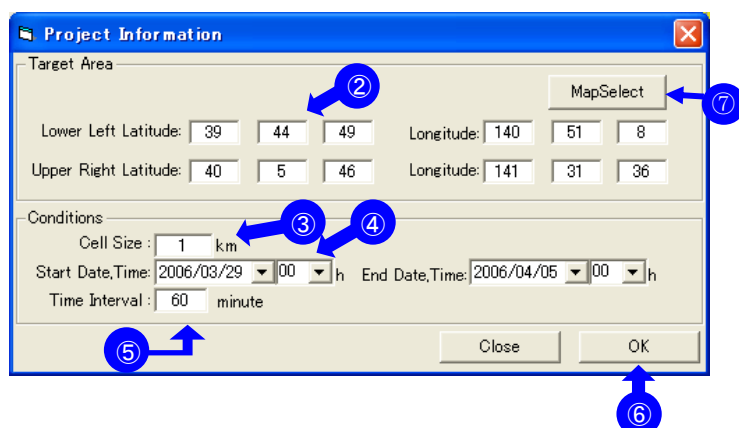 Project Information
Target Area
②
MapSelect
⑦
Lower Left Latitude: 39 44 49 Longitude: 140 51 8
Upper Right Latitude: 40 5 46 Longitude: 141 31 36
Conditions
③ ④
Cell Size : 1 km
Start Date,Time: 2006/03/29 00 h End Date,Time: 2006/04/05 00 h
Time Interval : 60 minute
⑤
Close OK
⑥